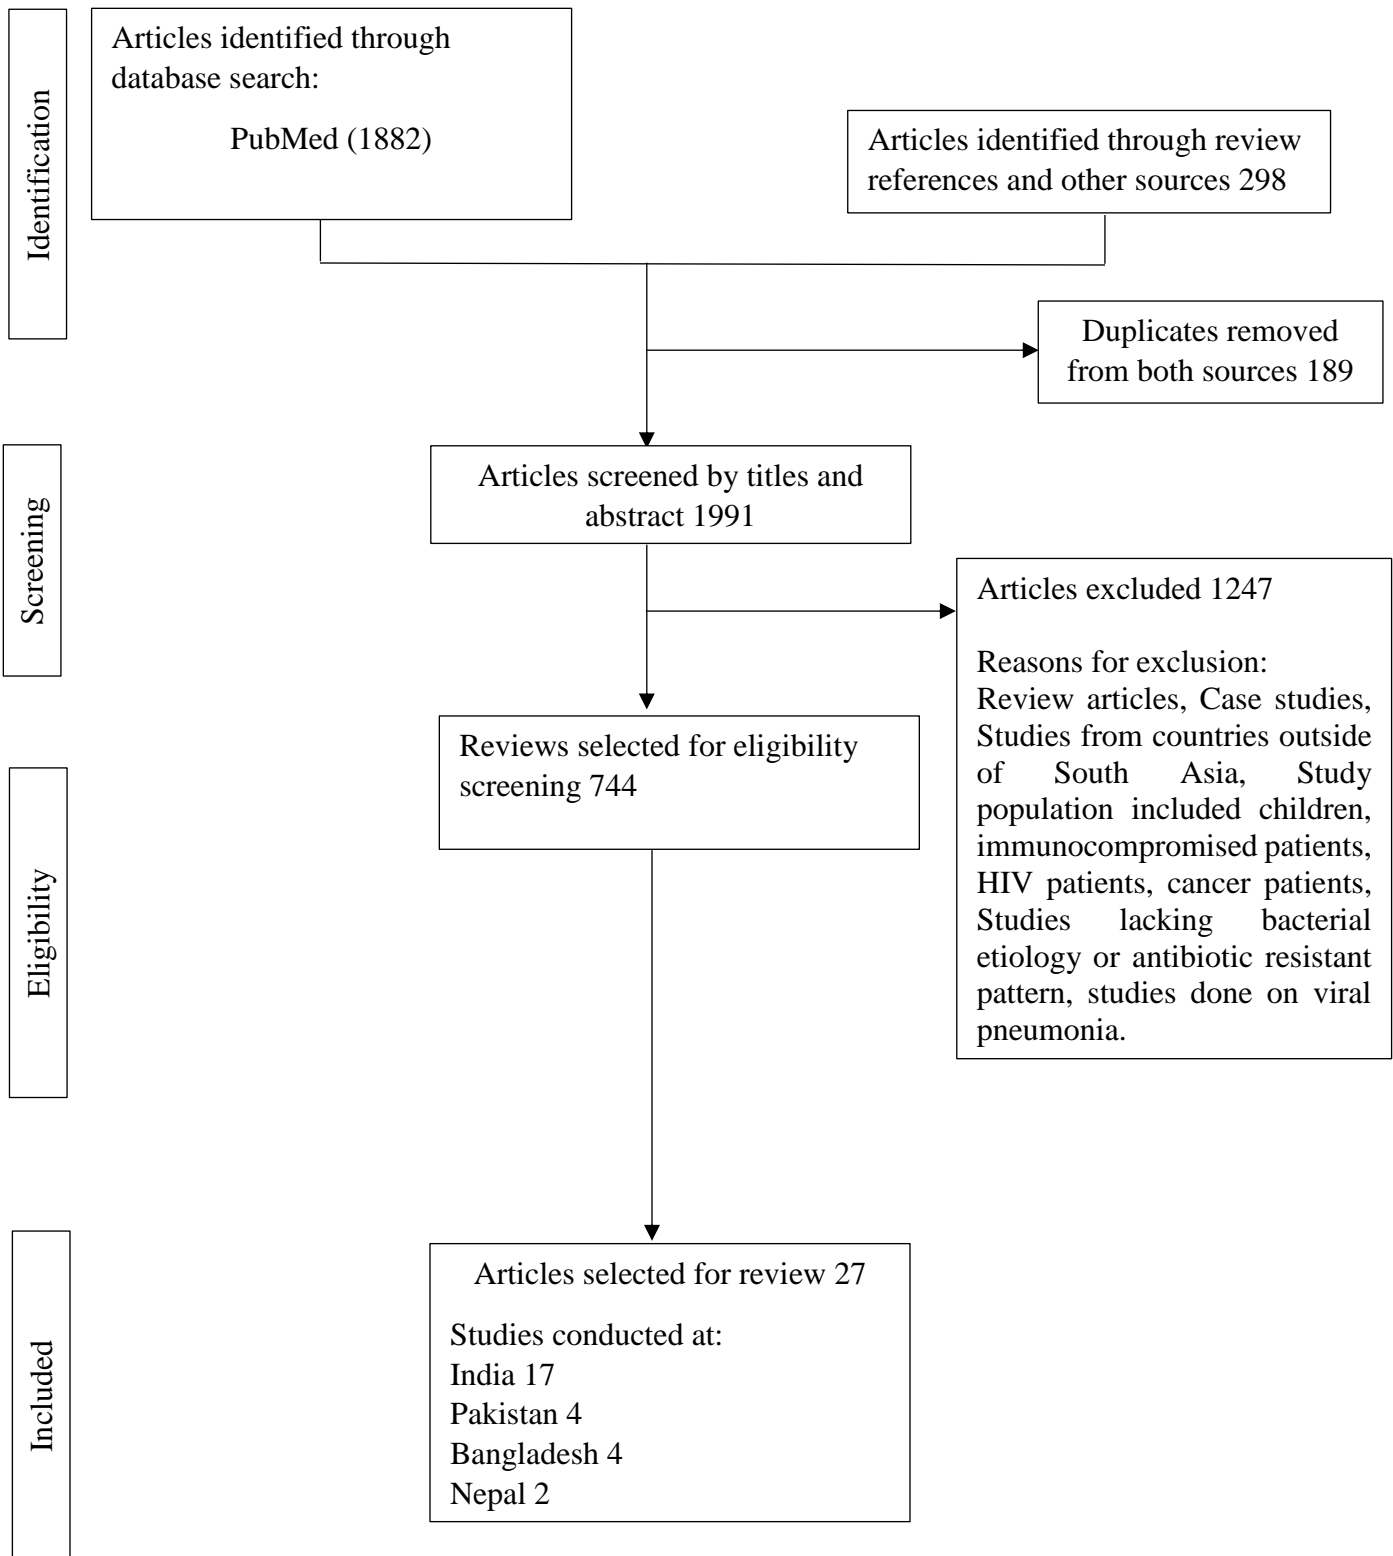 Identification
Articles identified through
database search:
PubMed (1882)
Articles identified through review
references and other sources 298
Duplicates removed
from both sources 189
Screening
Articles screened by titles and
abstract 1991
Articles excluded 1247
Reasons for exclusion:
Review articles, Case studies,
Studies from countries outside
of South Asia, Study
population included children,
immunocompromised patients,
HIV patients, cancer patients,
Studies lacking bacterial
etiology or antibiotic resistant
pattern, studies done on viral
pneumonia.
Eligibility
Reviews selected for eligibility
screening 744
Included
Articles selected for review 27
Studies conducted at:
India 17
Pakistan 4
Bangladesh 4
Nepal 2